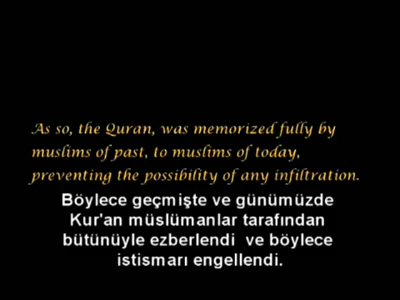 As so, the Quran, was memorized fully by
muslims of past, to muslims of today,
preventing the possibility of any infiltration.
Böylece geçmişte ve günümüzde
Kur'an müslümanlar tarafından
bütünüyle ezberlendi ve böylece
istismarı engellendi.